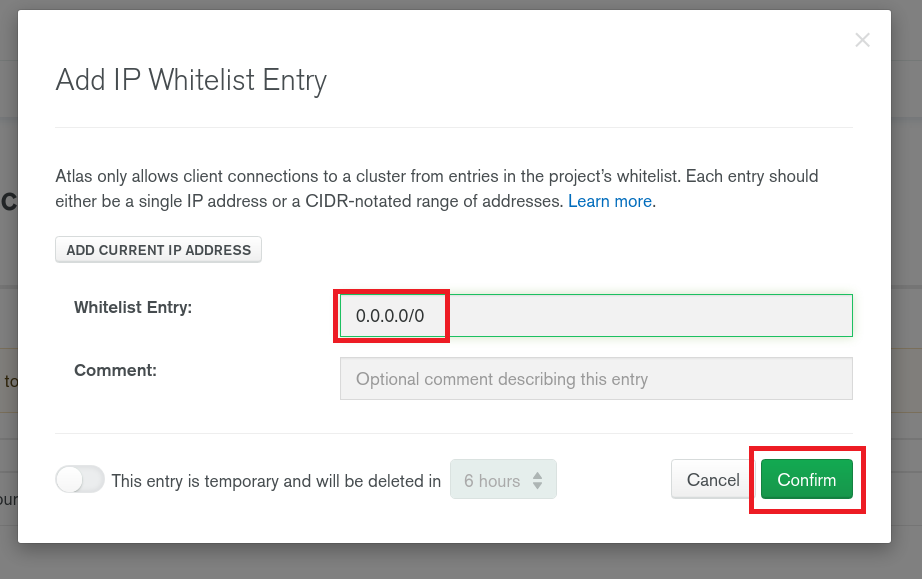 Add IP Whitelist Entry
Atlas only allows client connections to a cluster from entries in the project's whitelist. Each entry should
either be a single IP address or a CIDR-notated range of addresses. Learn more.
ADD CURRENT IP ADDRESS
Whitelist Entry: 0.0.0.0/0
Comment: Optional comment describing this entry
This entry is temporary and will be deleted in 6 hours Cancel Confirm